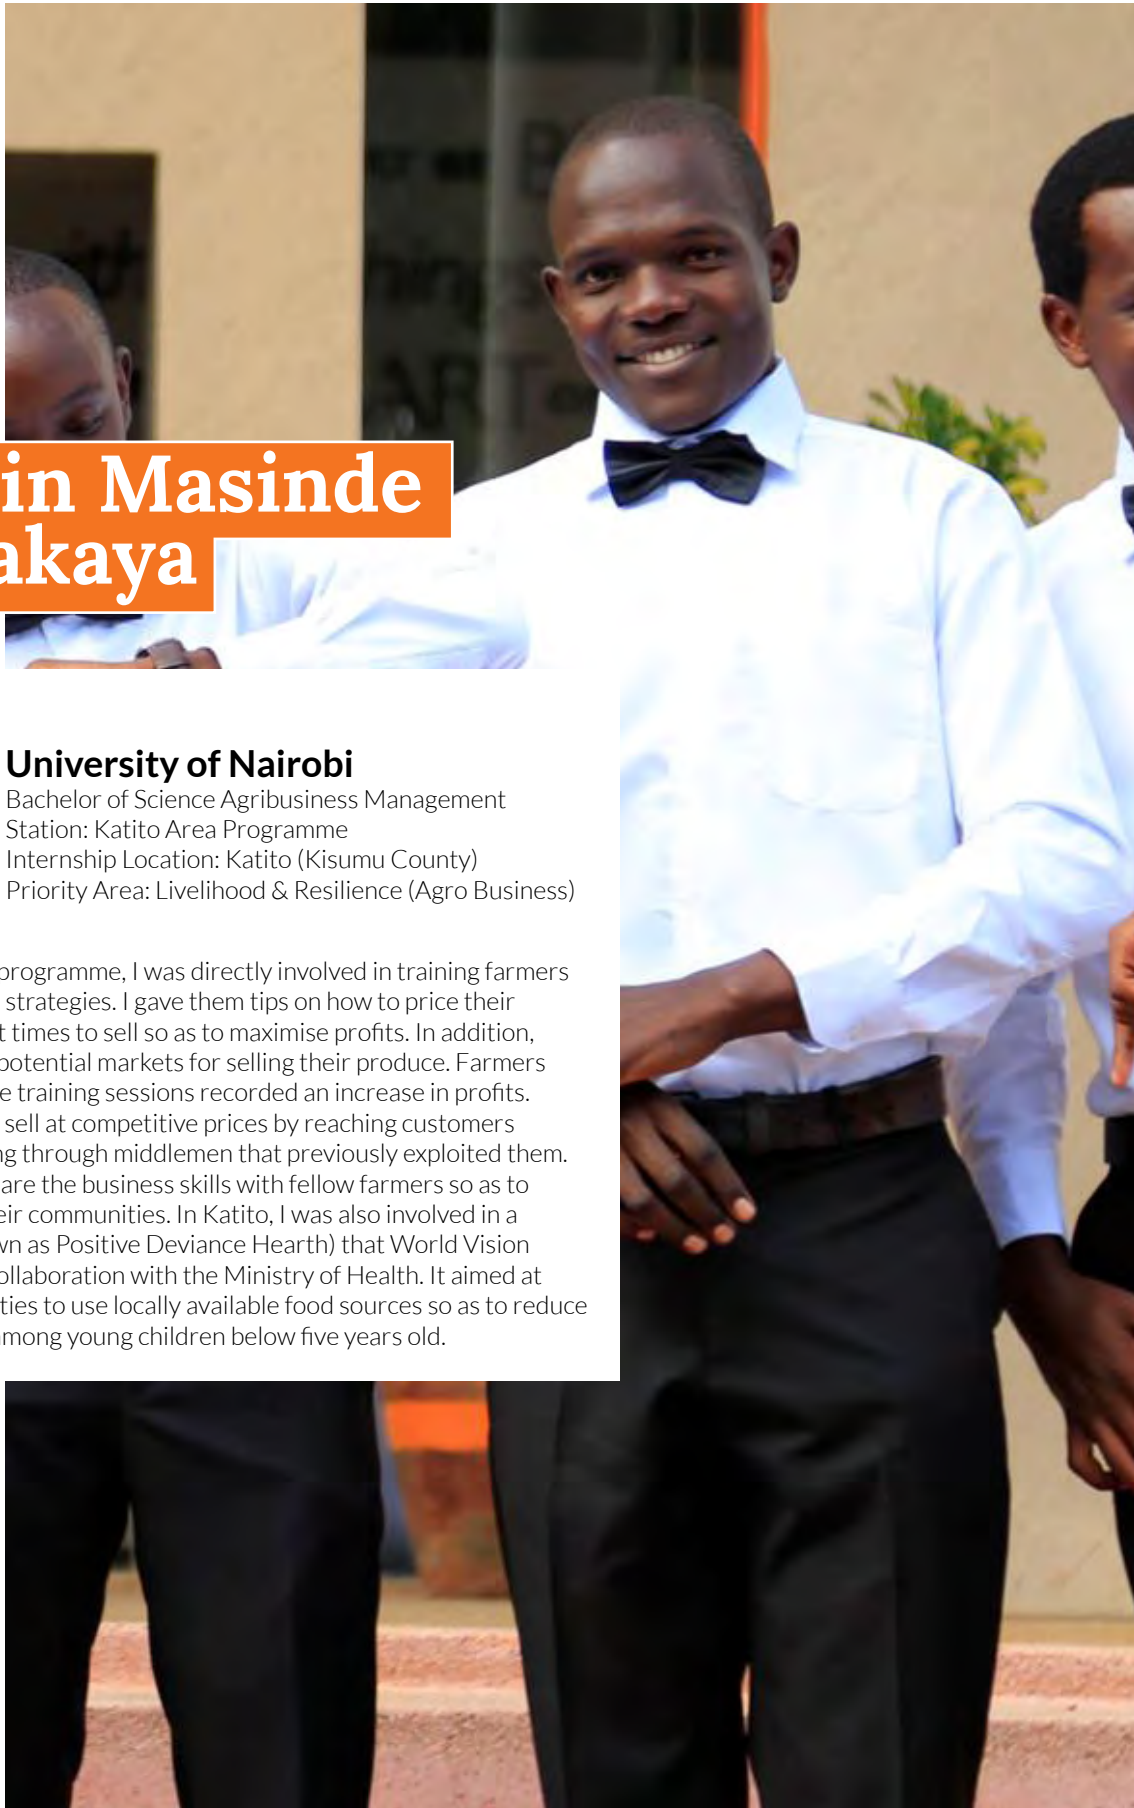 in Masinde
akaya
University of Nairobi
Bachelor of Science Agribusiness Management
Station: Katito Area Programme
Internship Location: Katito (Kisumu County)
Priority Area: Livelihood & Resilience (Agro Business)
programme, I was directly involved in training farmers
strategies. I gave them tips on how to price their
t times to sell so as to maximise profits. In addition,
potential markets for selling their produce. Farmers
e training sessions recorded an increase in profits.
sell at competitive prices by reaching customers
ng through middlemen that previously exploited them.
are the business skills with fellow farmers so as to
eir communities. In Katito, I was also involved in a
wn as Positive Deviance Hearth) that World Vision
ollaboration with the Ministry of Health. It aimed at
ties to use locally available food sources so as to reduce
among young children below five years old.